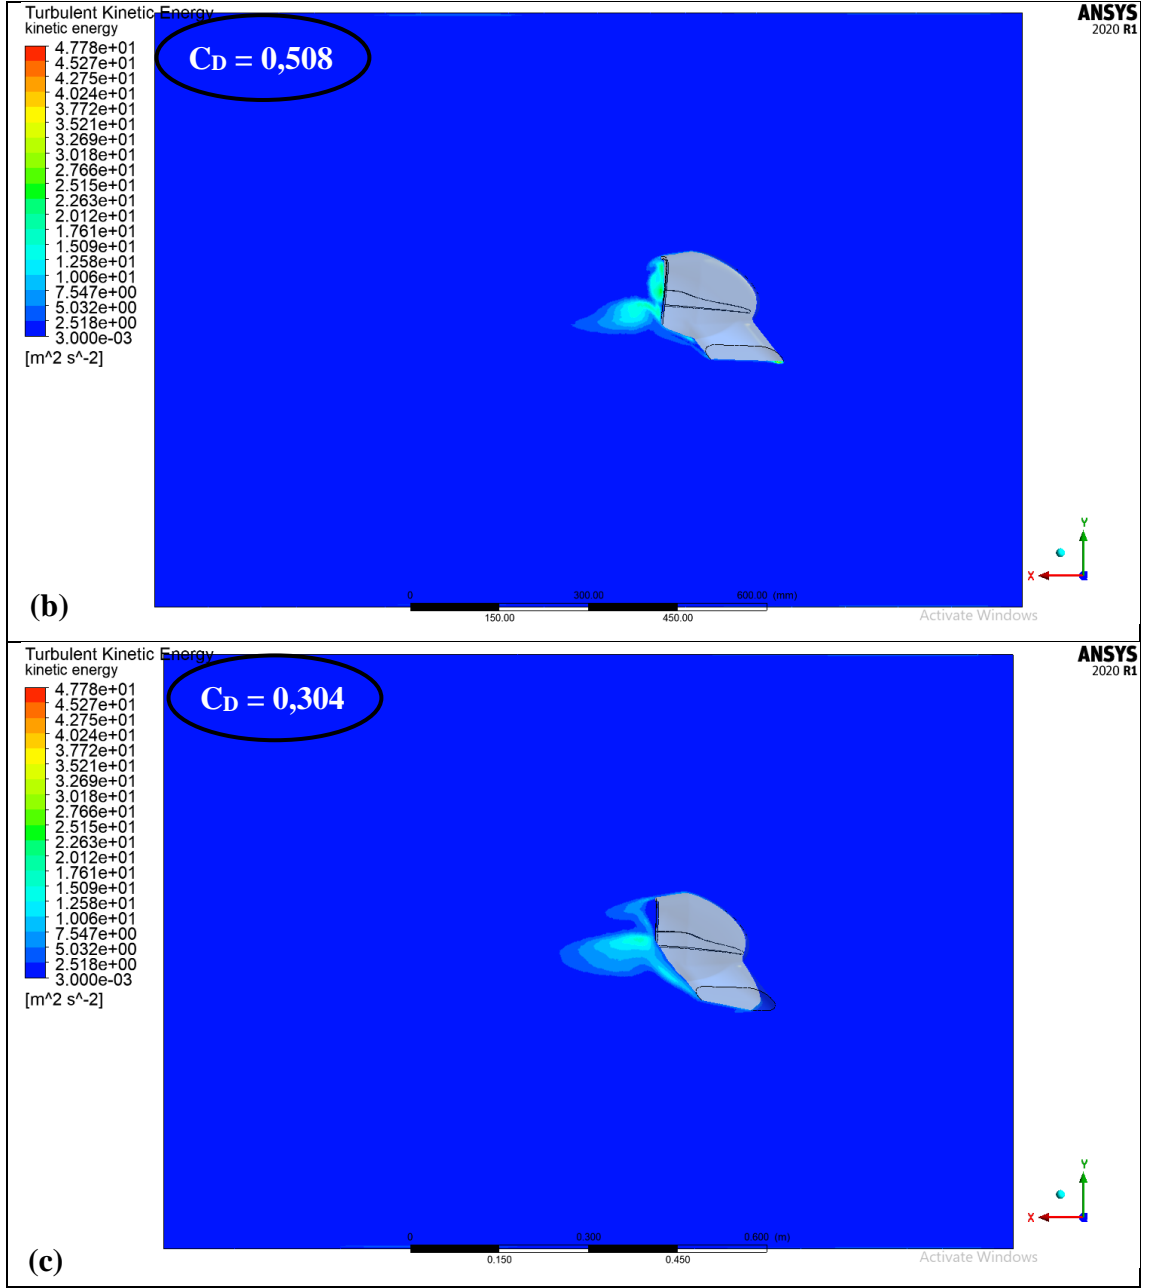 Turbulent Kinetic Energy
kinetic energy
ANSYS
2020 R1
4.778e+01
4.527e+01
4.275e+01
4.024e+01
3.772e+01
3.521e+01
3.269e+01
3.018e+01
2.766e+01
2.515e+01
2.263e+01
2.012e+01
1.761e+01
1.509e+01
1.258e+01
1.006e+01
7.547e+00
5.032e+00
2.518e+00
3.000e-03
[m^2 s^-2]
CD = 0,508
Y
X
0 300.00 600.00 (mm)
150.00 450.00
Activate Windows
(b)
Turbulent Kinetic Energy
kinetic energy
ANSYS
2020 R1
4.778e+01
4.527e+01
4.275e+01
4.024e+01
3.772e+01
3.521e+01
3.269e+01
3.018e+01
2.766e+01
2.515e+01
2.263e+01
2.012e+01
1.761e+01
1.509e+01
1.258e+01
1.006e+01
7.547e+00
5.032e+00
2.518e+00
3.000e-03
[m^2 s^-2]
CD = 0,304
Y
X
0 0.300 0.600 (m)
0.150 0.450
Activate Windows
(c)